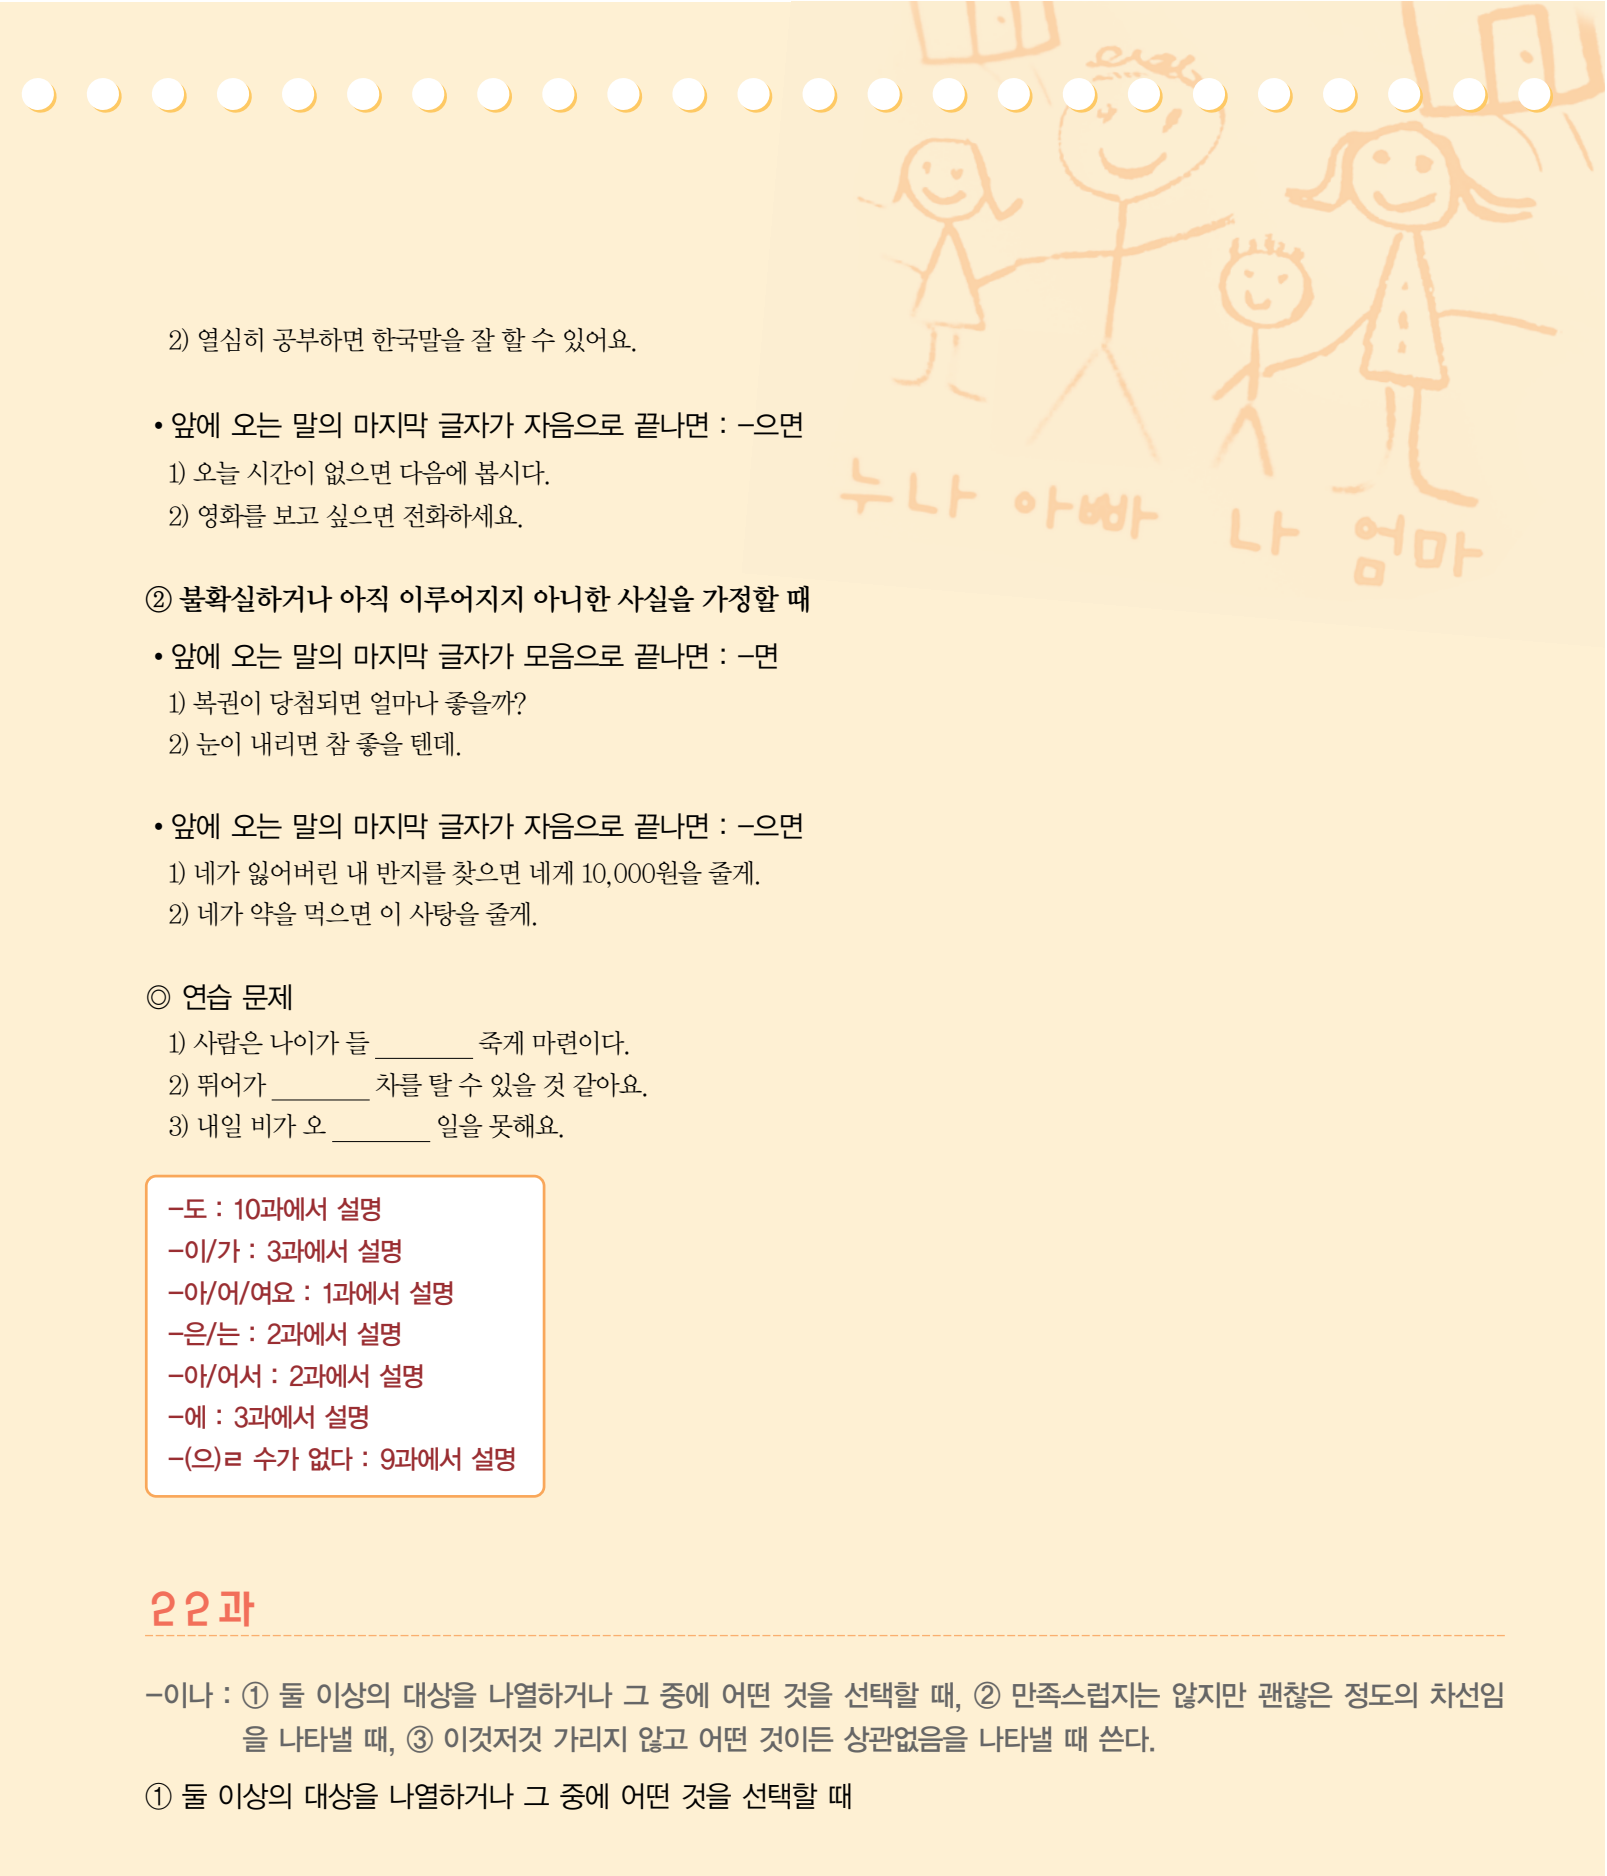 누나 아빠 나 엄마
2) 열심히 공부하면 한국말을 잘 할 수 있어요.
• 앞에 오는 말의 마지막 글자가 자음으로 끝나면 : -으면
1) 오늘 시간이 없으면 다음에 봅시다.
2) 영화를 보고 싶으면 전화하세요.
② 불확실하거나 아직 이루어지지 아니한 사실을 가정할 때
• 앞에 오는 말의 마지막 글자가 모음으로 끝나면 : -면
1) 복권이 당첨되면 얼마나 좋을까?
2) 눈이 내리면 참 좋을 텐데.
• 앞에 오는 말의 마지막 글자가 자음으로 끝나면 : -으면
1) 네가 잃어버린 내 반지를 찾으면 네게 10,000원을 줄게.
2) 네가 약을 먹으면 이 사탕을 줄게.
◎ 연습 문제
1) 사람은 나이가 들 ________ 죽게 마련이다.
2) 뛰어가 ________ 차를 탈 수 있을 것 같아요.
3) 내일 비가 오 ________ 일을 못해요.
-도 : 10과에서 설명
-이/가 : 3과에서 설명
-아/어/여요 : 1과에서 설명
-은/는 : 2과에서 설명
-아/어서 : 2과에서 설명
-에 : 3과에서 설명
-(으)ㄹ 수가 없다 : 9과에서 설명
22과
-이나 : ① 둘 이상의 대상을 나열하거나 그 중에 어떤 것을 선택할 때, ② 만족스럽지는 않지만 괜찮은 정도의 차선임
을 나타낼 때, ③ 이것저것 가리지 않고 어떤 것이든 상관없음을 나타낼 때 쓴다.
① 둘 이상의 대상을 나열하거나 그 중에 어떤 것을 선택할 때